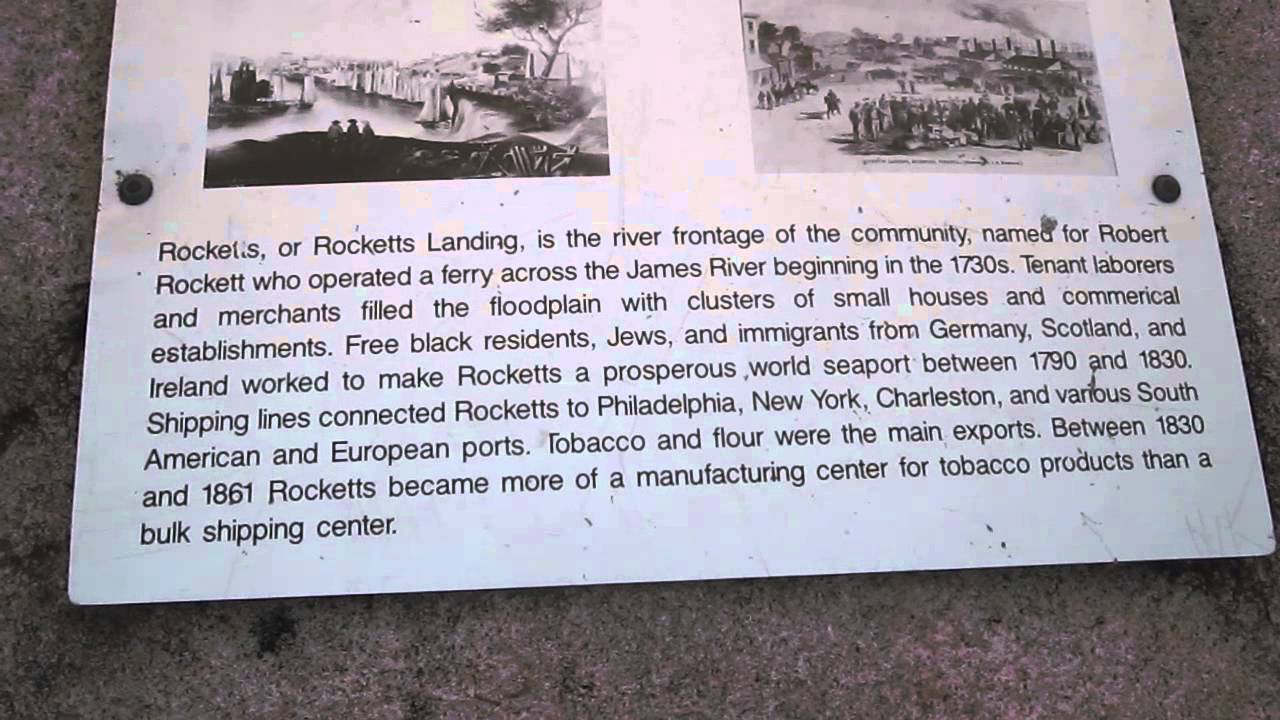 Rocketts, or Rocketts Landing, is the river frontage of the community, named for Robert
Rockett who operated a ferry across the James River beginning in the 1730s. Tenant laborers
and merchants filled the floodplain with clusters of small houses and commerical
establishments. Free black residents, Jews, and immigrants from Germany, Scotland, and
Ireland worked to make Rocketts a prosperous world seaport between 1790 and 1830.
Shipping lines connected Rocketts to Philadelphia, New York, Charleston, and various South
American and European ports. Tobacco and flour were the main exports. Between 1830
and 1861 Rocketts became more of a manufacturing center for tobacco products than a
bulk shipping center.